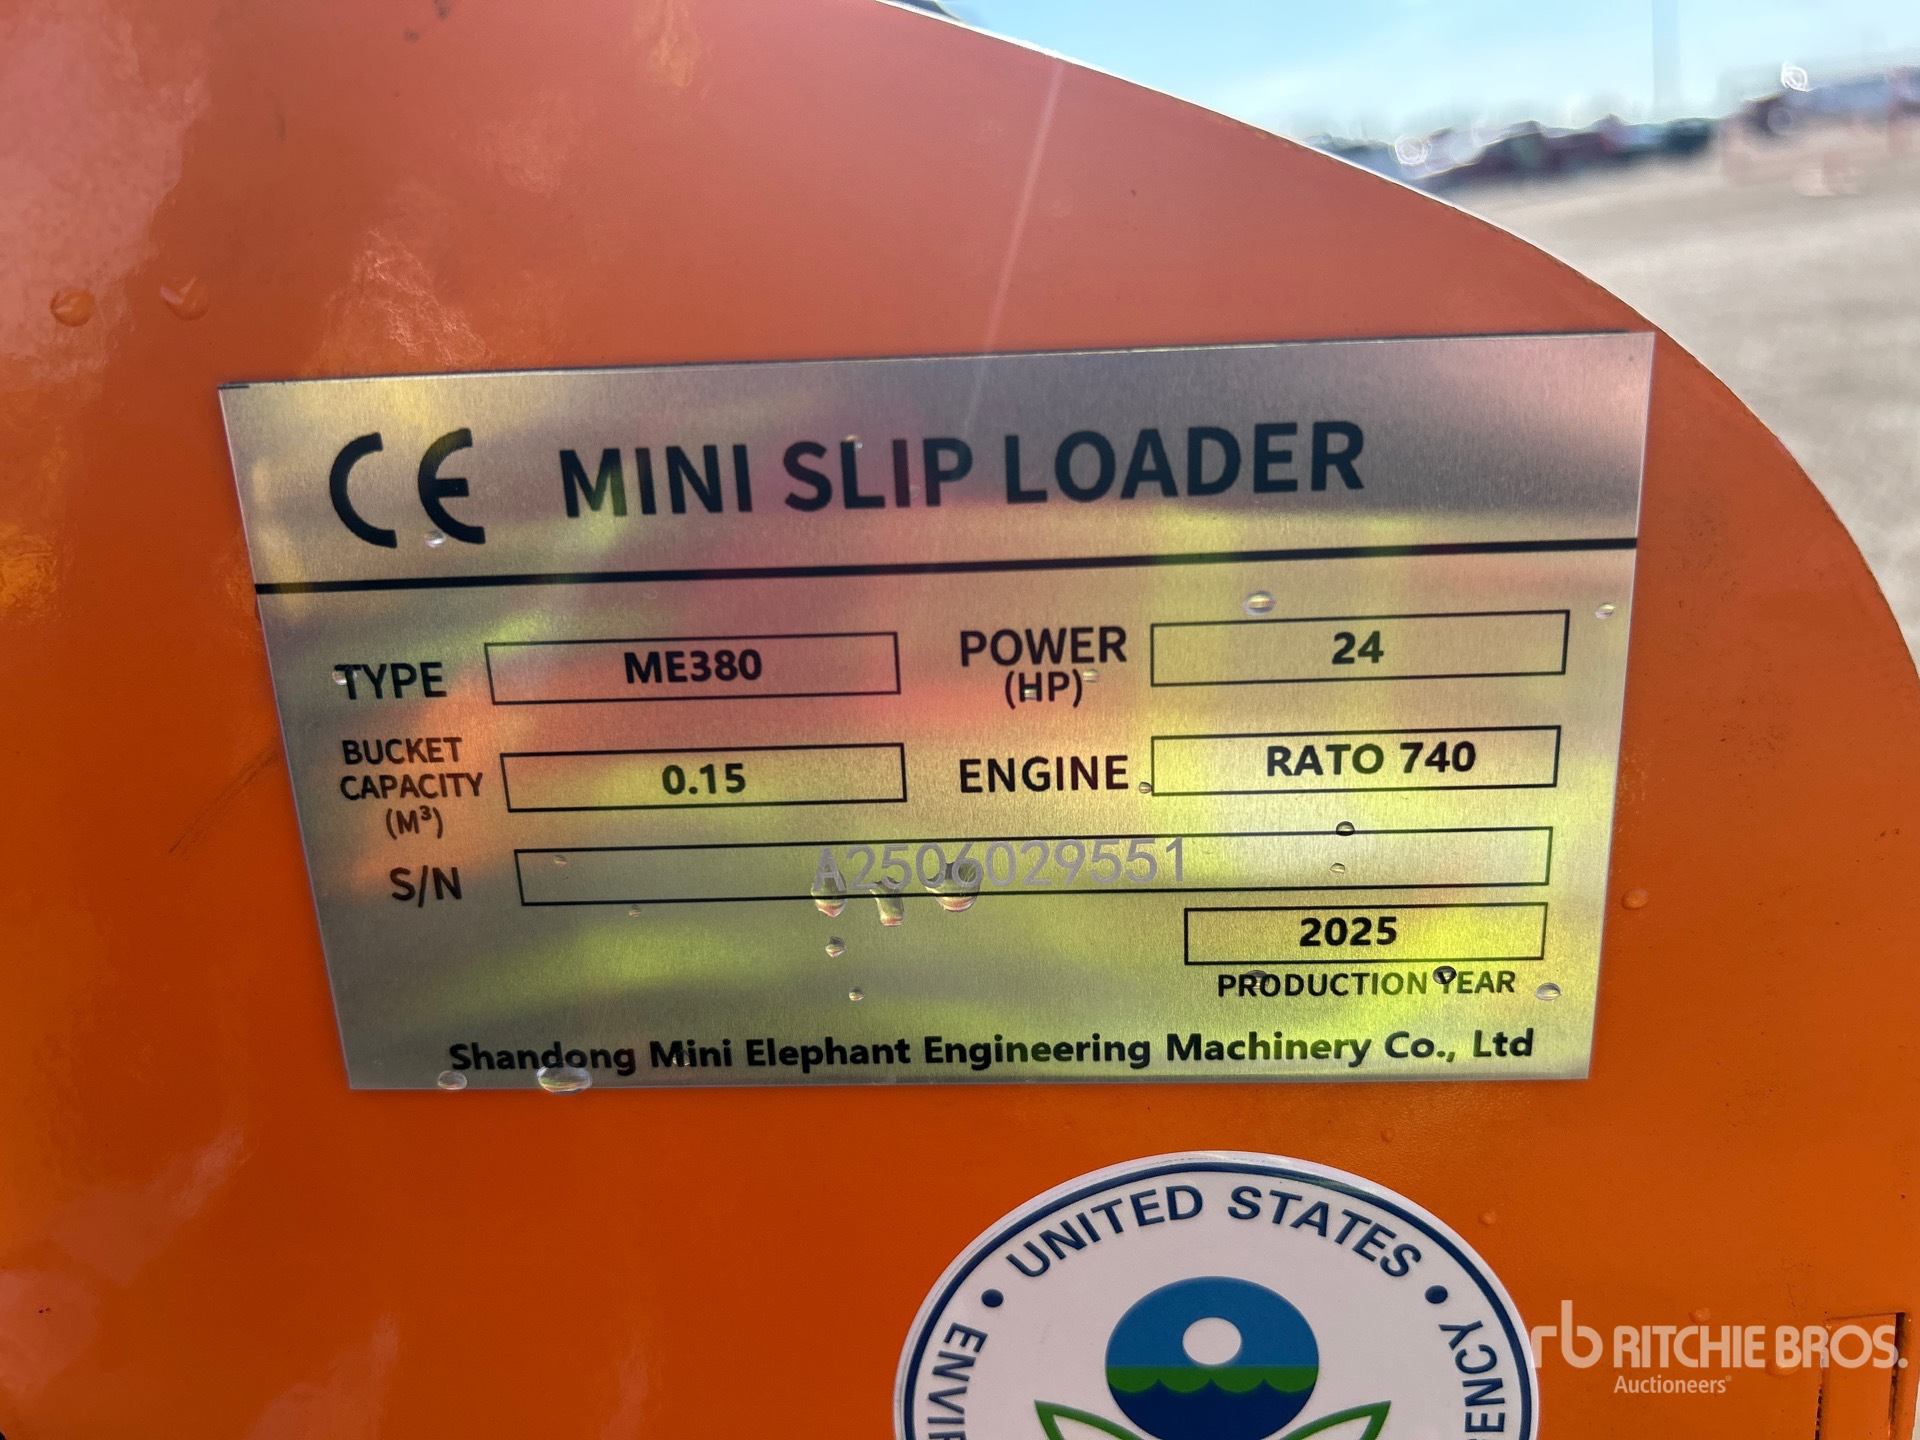 CE MINI SLIP LOADER
TYPE ME380
POWER (HP) 24
BUCKET CAPACITY (M³) 0.15
ENGINE RATO 740
S/N A2506029551
2025
PRODUCTION YEAR
Shandong Mini Elephant Engineering Machinery Co., Ltd
UNITED STATES
rb RITCHIE BROS.
Auctioneers